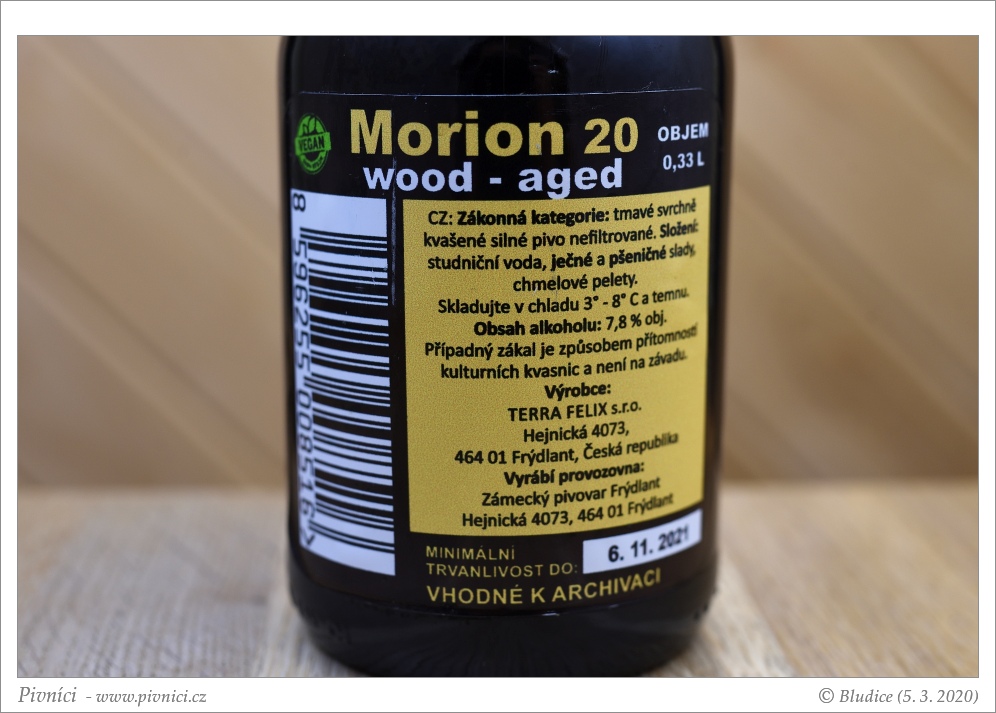 VEGAN
Morion 20
wood - aged
OBJEM
0,33 L
8 596255 008516
CZ: Zákonná kategorie: tmavé svrchně
kvašené silné pivo nefiltrované. Složení:
studniční voda, ječné a pšeničné slady,
chmelové pelety.
Skladujte v chladu 3° - 8° C a temnu.
Obsah alkoholu: 7,8 % obj.
Případný zákal je způsobem přítomností
kulturních kvasnic a není na závadu.
Výrobce:
TERRA FELIX s.r.o.
Hejnická 4073,
464 01 Frýdlant, Česká republika
Vyrábí provozovna:
Zámecký pivovar Frýdlant
Hejnická 4073, 464 01 Frýdlant
MINIMÁLNÍ
TRVANLIVOST DO:
6. 11. 2021
VHODNÉ K ARCHIVACI
Pivníci - www.pivnici.cz
© Bludice (5. 3. 2020)